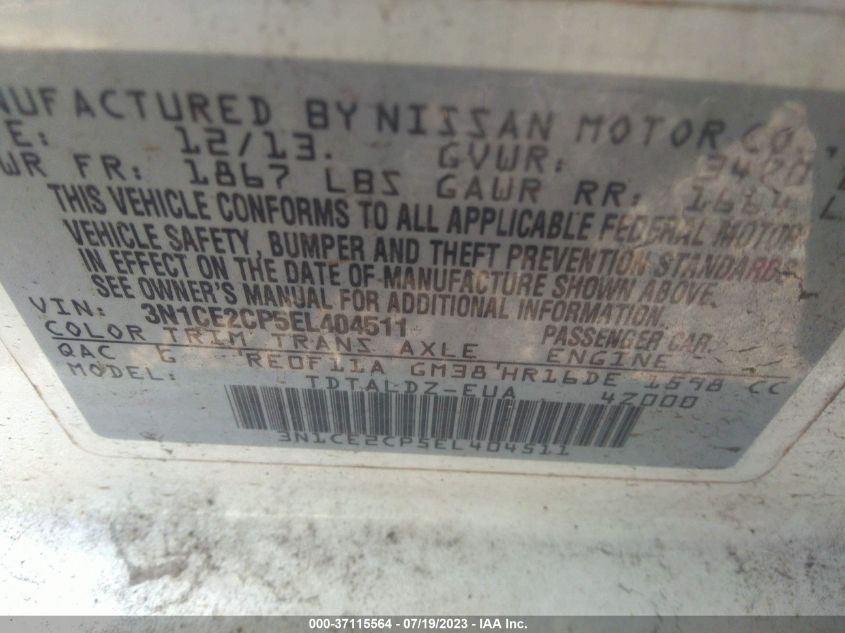 NUFACTURED BY NISSAN MOTOR CO.,
E: 12/13. GVWR: 3470
WR FR: 1867 LBS GAWR RR: 1664 L
THIS VEHICLE CONFORMS TO ALL APPLICABLE FEDERAL MOTOR
VEHICLE SAFETY, BUMPER AND THEFT PREVENTION STANDARDS
IN EFFECT ON THE DATE OF MANUFACTURE SHOWN ABOVE.
SEE OWNER'S MANUAL FOR ADDITIONAL INFORMATION.
VIN: 3N1CE2CP5EL404511 PASSENGER CAR.
COLOR TRIM TRANS AXLE ENGINE
QAC G RE0F11A GM38 HR16DE 1598 CC
MODEL: TDTALDZ-EUA 4Z000
3N1CE2CP5EL404511
000-37115564 - 07/19/2023 - IAA, Inc.